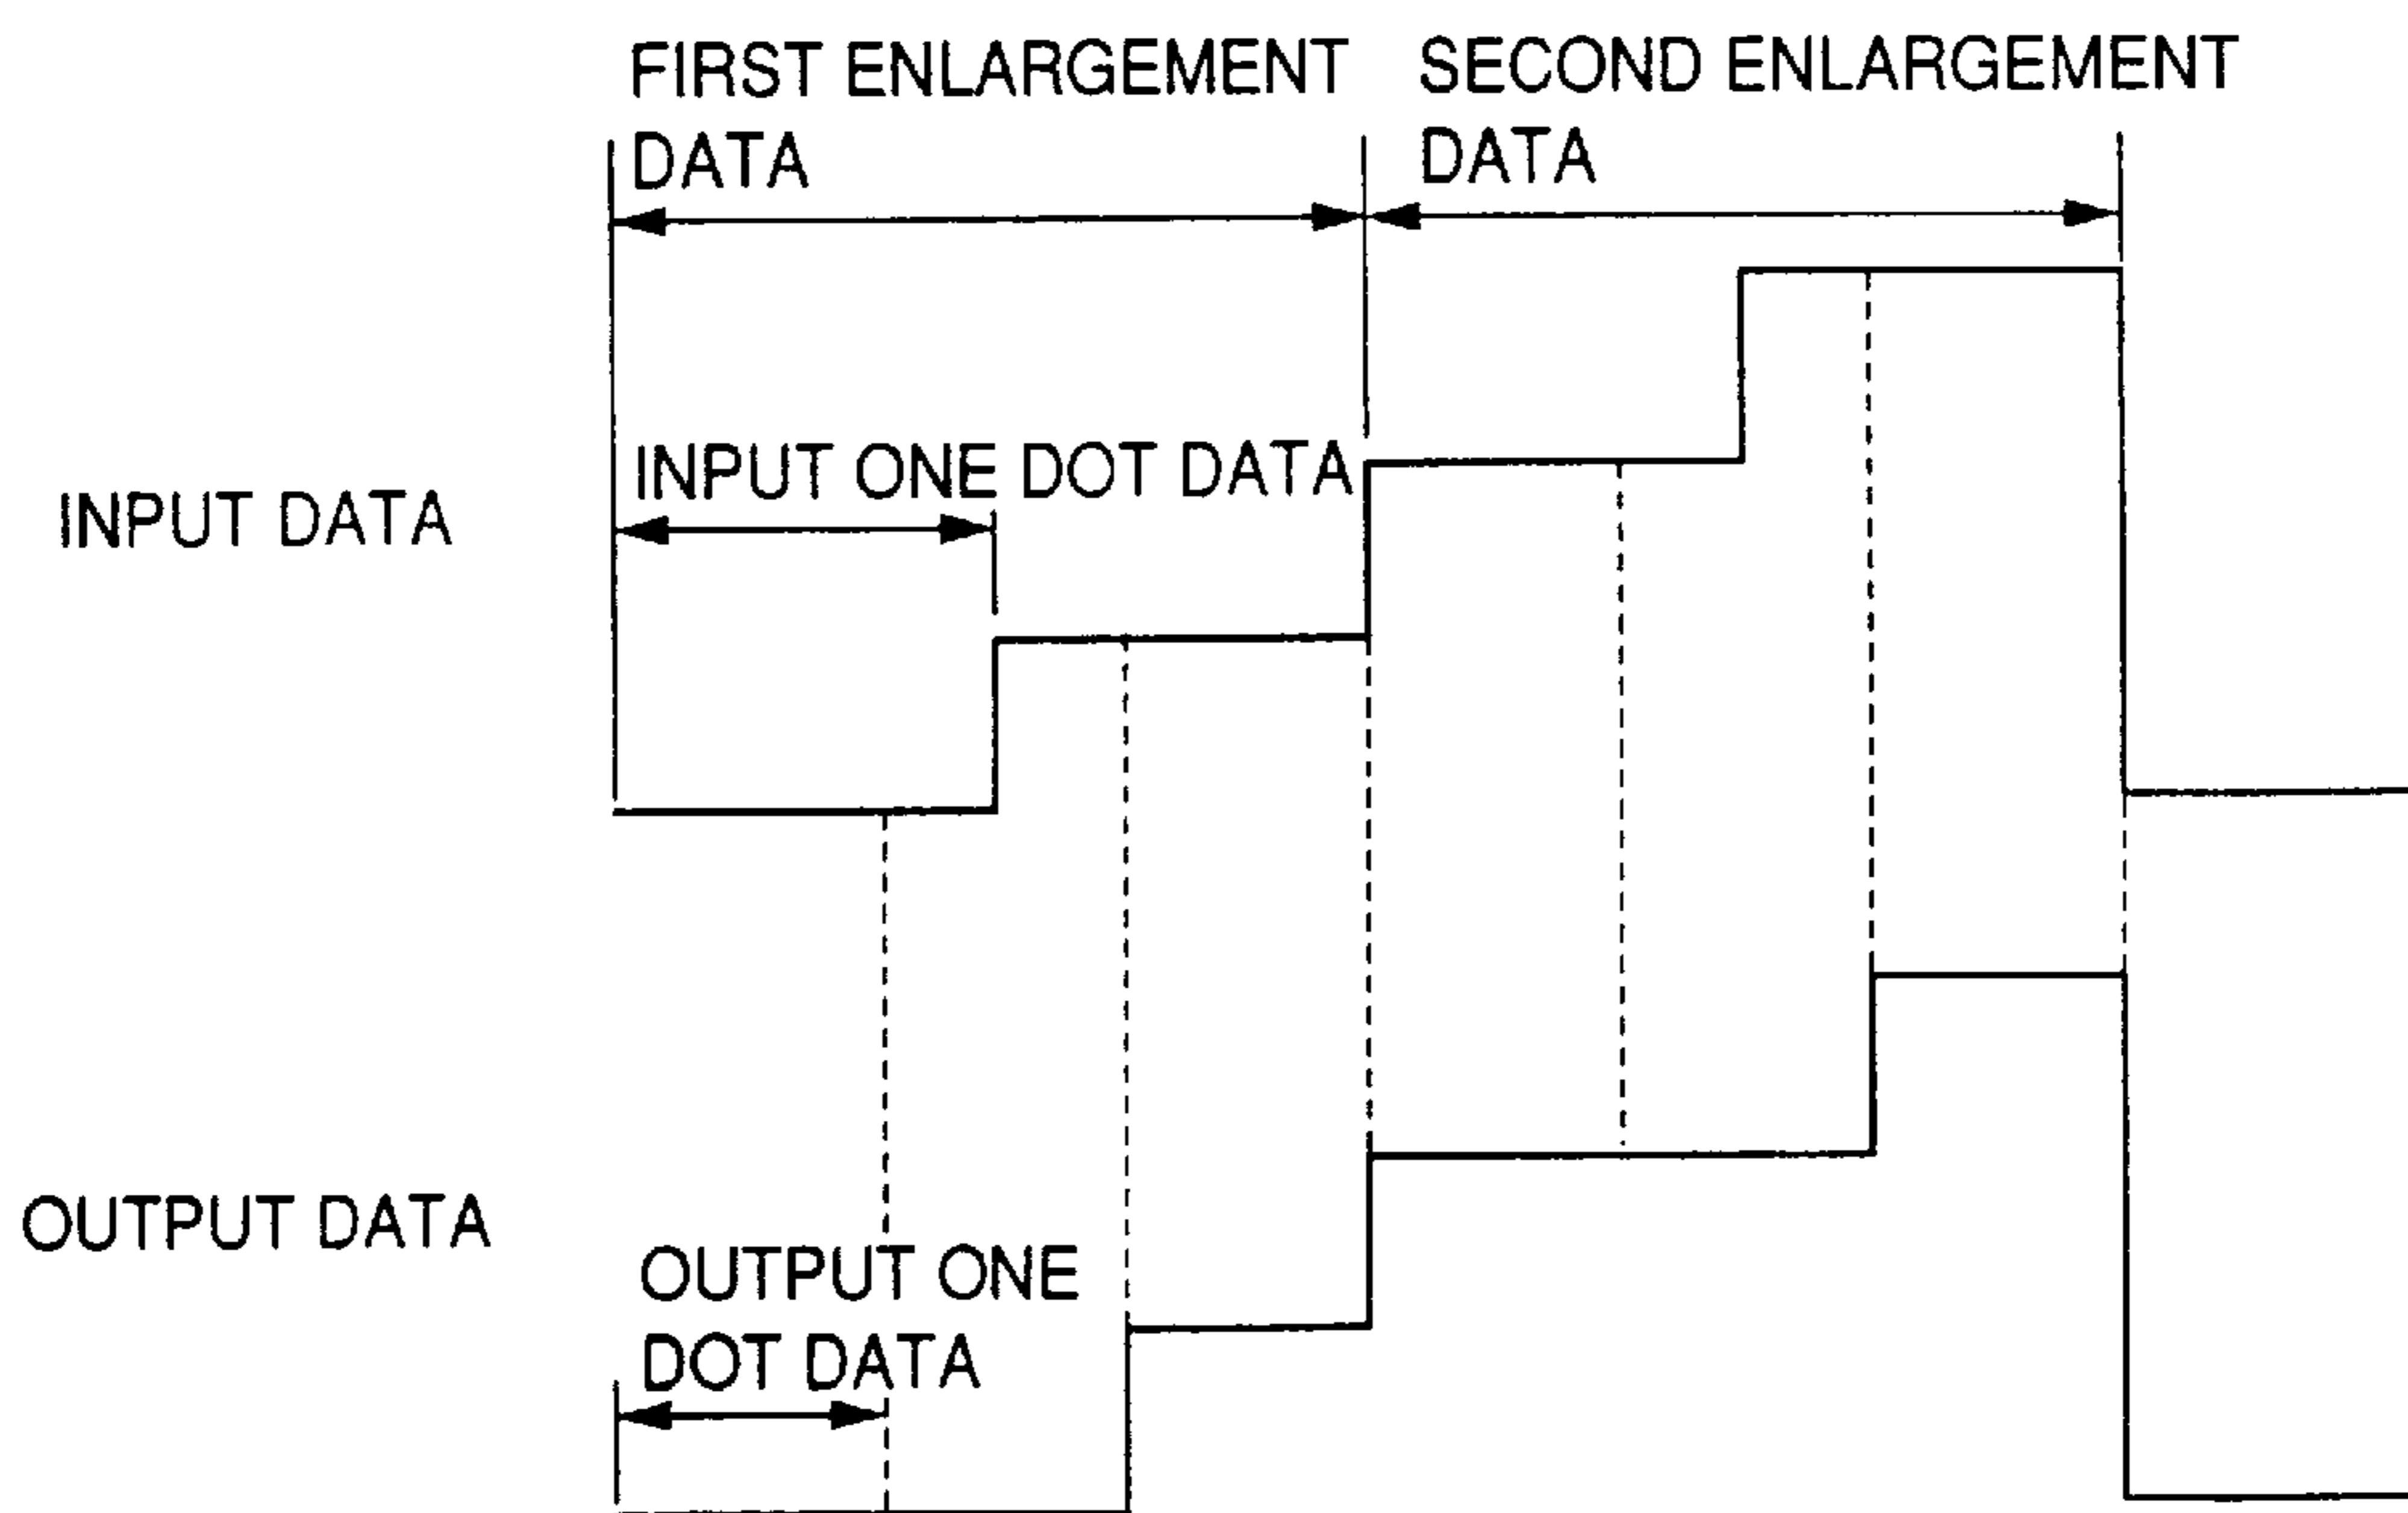 FIRST ENLARGEMENT
DATA
SECOND ENLARGEMENT
DATA
INPUT DATA
INPUT ONE DOT DATA
OUTPUT DATA
OUTPUT ONE
DOT DATA